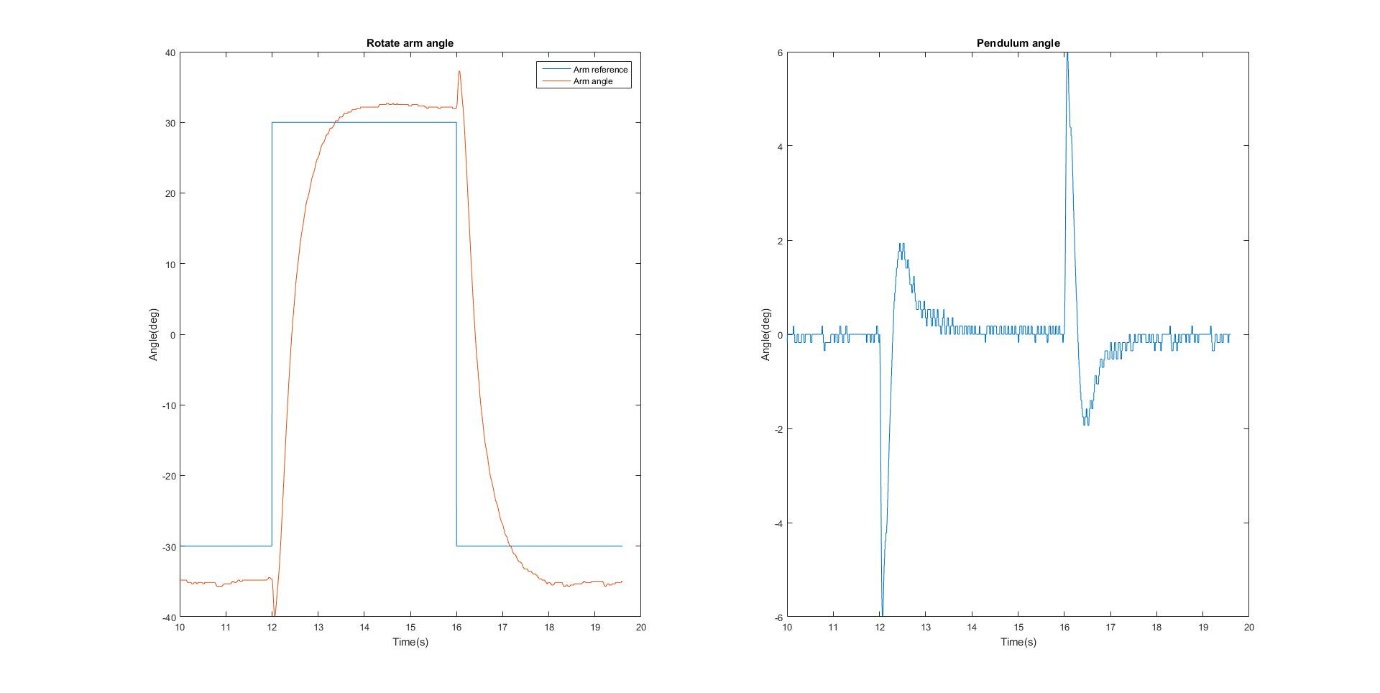 Rotate arm angle
Arm reference
Arm angle
Angle(deg)
40
30
20
10
0
-10
-20
-30
-40
10 11 12 13 14 15 16 17 18 19 20
Time(s)
Pendulum angle
Angle(deg)
6
4
2
0
-2
-4
-6
10 11 12 13 14 15 16 17 18 19 20
Time(s)